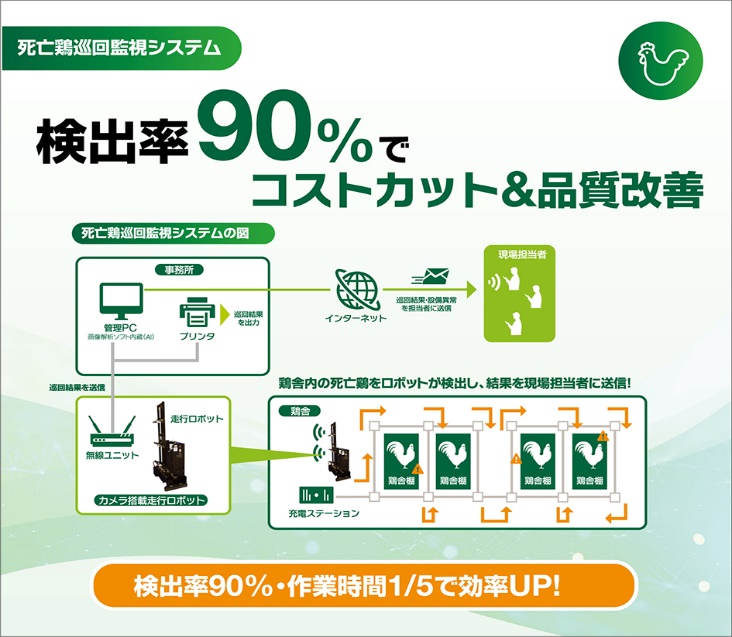 死亡鶏巡回監視システム
検出率90%で
コストカット&品質改善
死亡鶏巡回監視システムの図
事務所
管理PC
画像解析ソフト内蔵(AI)
プリンタ
巡回結果
を出力
インターネット
巡回結果・設備異常
を担当者に送信
現場担当者
巡回結果を送信
無線ユニット
走行ロボット
カメラ搭載走行ロボット
鶏舎内の死亡鶏をロボットが検出し、結果を現場担当者に送信!
鶏舎
充電ステーション
鶏舎棚
鶏舎棚
鶏舎棚
鶏舎棚
検出率90%・作業時間1/5で効率UP!